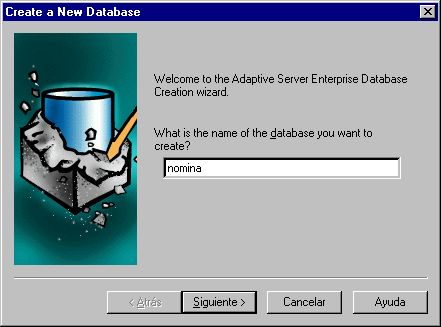 Create a New Database
Welcome to the Adaptive Server Enterprise Database
Creation wizard.
What is the name of the database you want to
create?
nomina
< Atrás
Siguiente >
Cancelar
Ayuda